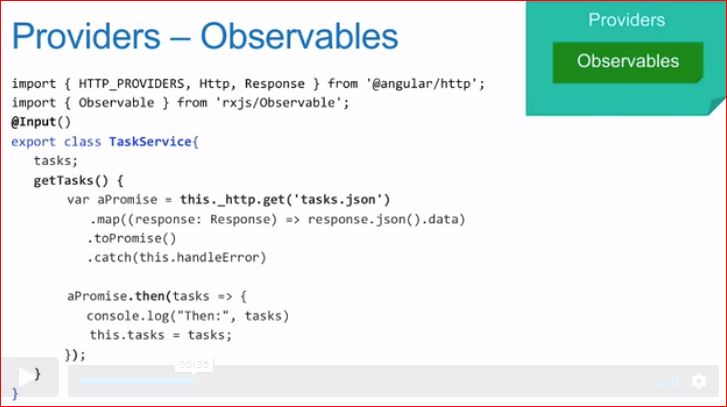 Providers – Observables
Providers
Observables
import { HTTP_PROVIDERS, Http, Response } from '@angular/http';
import { Observable } from 'rxjs/Observable';
@Input()
export class TaskService{
   tasks;
   getTasks() {
       var aPromise = this._http.get('tasks.json')
          .map((response: Response) => response.json().data)
          .toPromise()
          .catch(this.handleError)
       aPromise.then(tasks => {
         console.log("Then:", tasks)
         this.tasks = tasks;
       });
   }
}
00:35